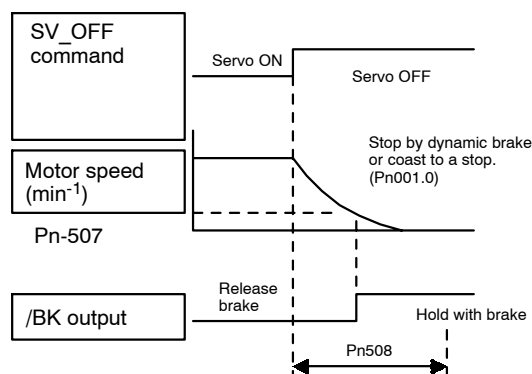 SV_OFF
command
Servo ON
Servo OFF
Stop by dynamic brake
or coast to a stop.
(Pn001.0)
Motor speed
(min-1)
Pn-507
Release
brake
/BK output
Hold with brake
Pn508